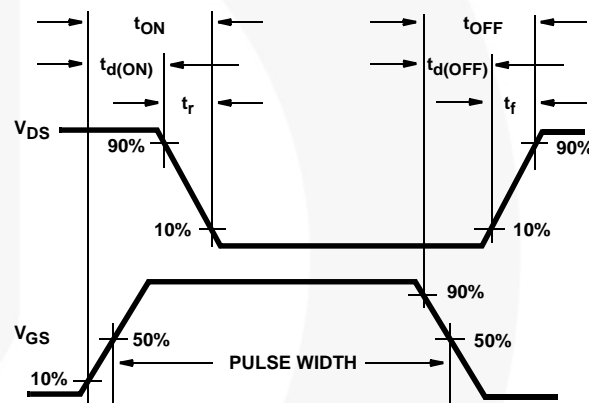 tON tOFF
td(ON) td(OFF)
tr tf
VDS
90% 90%
10% 10%
90%
VGS 50% 50%
PULSE WIDTH
10%